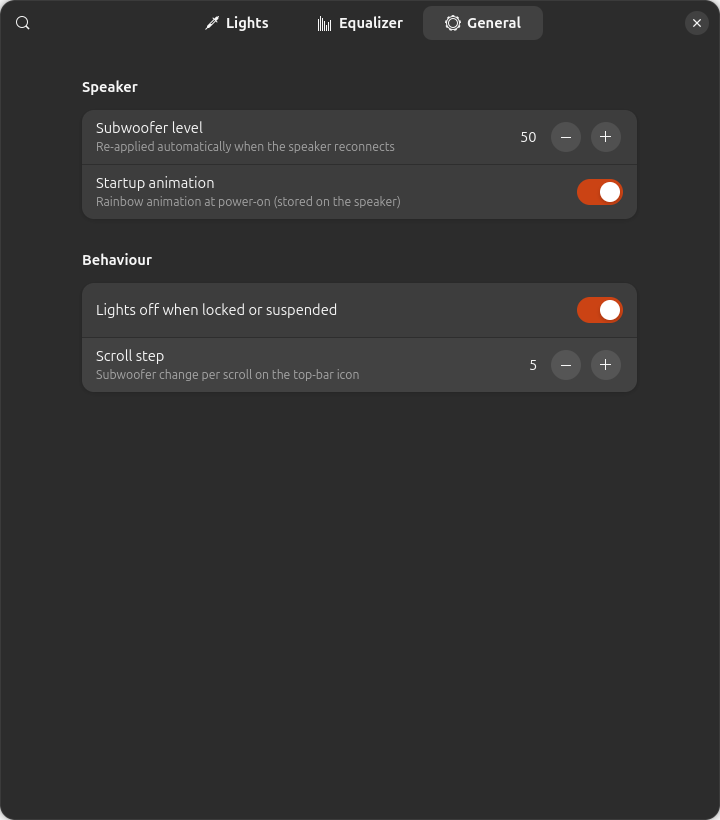 Lights
Equalizer
General
Speaker
Subwoofer level
Re-applied automatically when the speaker reconnects
50
Startup animation
Rainbow animation at power-on (stored on the speaker)
Behaviour
Lights off when locked or suspended
Scroll step
Subwoofer change per scroll on the top-bar icon
5